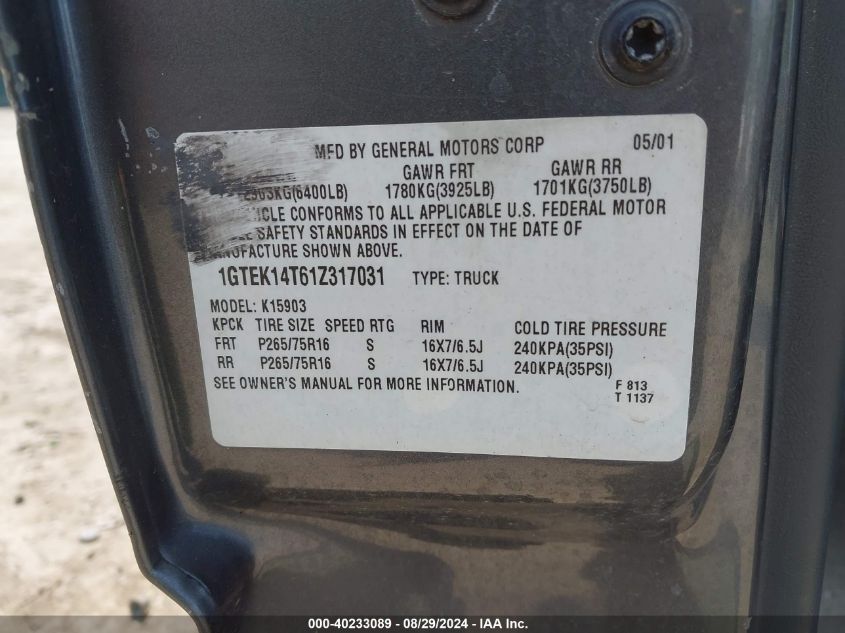 MFD BY GENERAL MOTORS CORP 05/01
GAWR FRT GAWR RR
1780KG(3925LB) 1701KG(3750LB)
CONFORMS TO ALL APPLICABLE U.S. FEDERAL MOTOR
SAFETY STANDARDS IN EFFECT ON THE DATE OF
SHOWN ABOVE.
1GTEK14T61Z317031 TYPE: TRUCK
MODEL: K15903
KPCK TIRE SIZE SPEED RTG RIM COLD TIRE PRESSURE
FRT P265/75R16 S 16X7/6.5J 240KPA(35PSI)
RR P265/75R16 S 16X7/6.5J 240KPA(35PSI)
SEE OWNER'S MANUAL FOR MORE INFORMATION.
F 813
T 1137
000-40233089 - 08/29/2024 - IAA Inc.